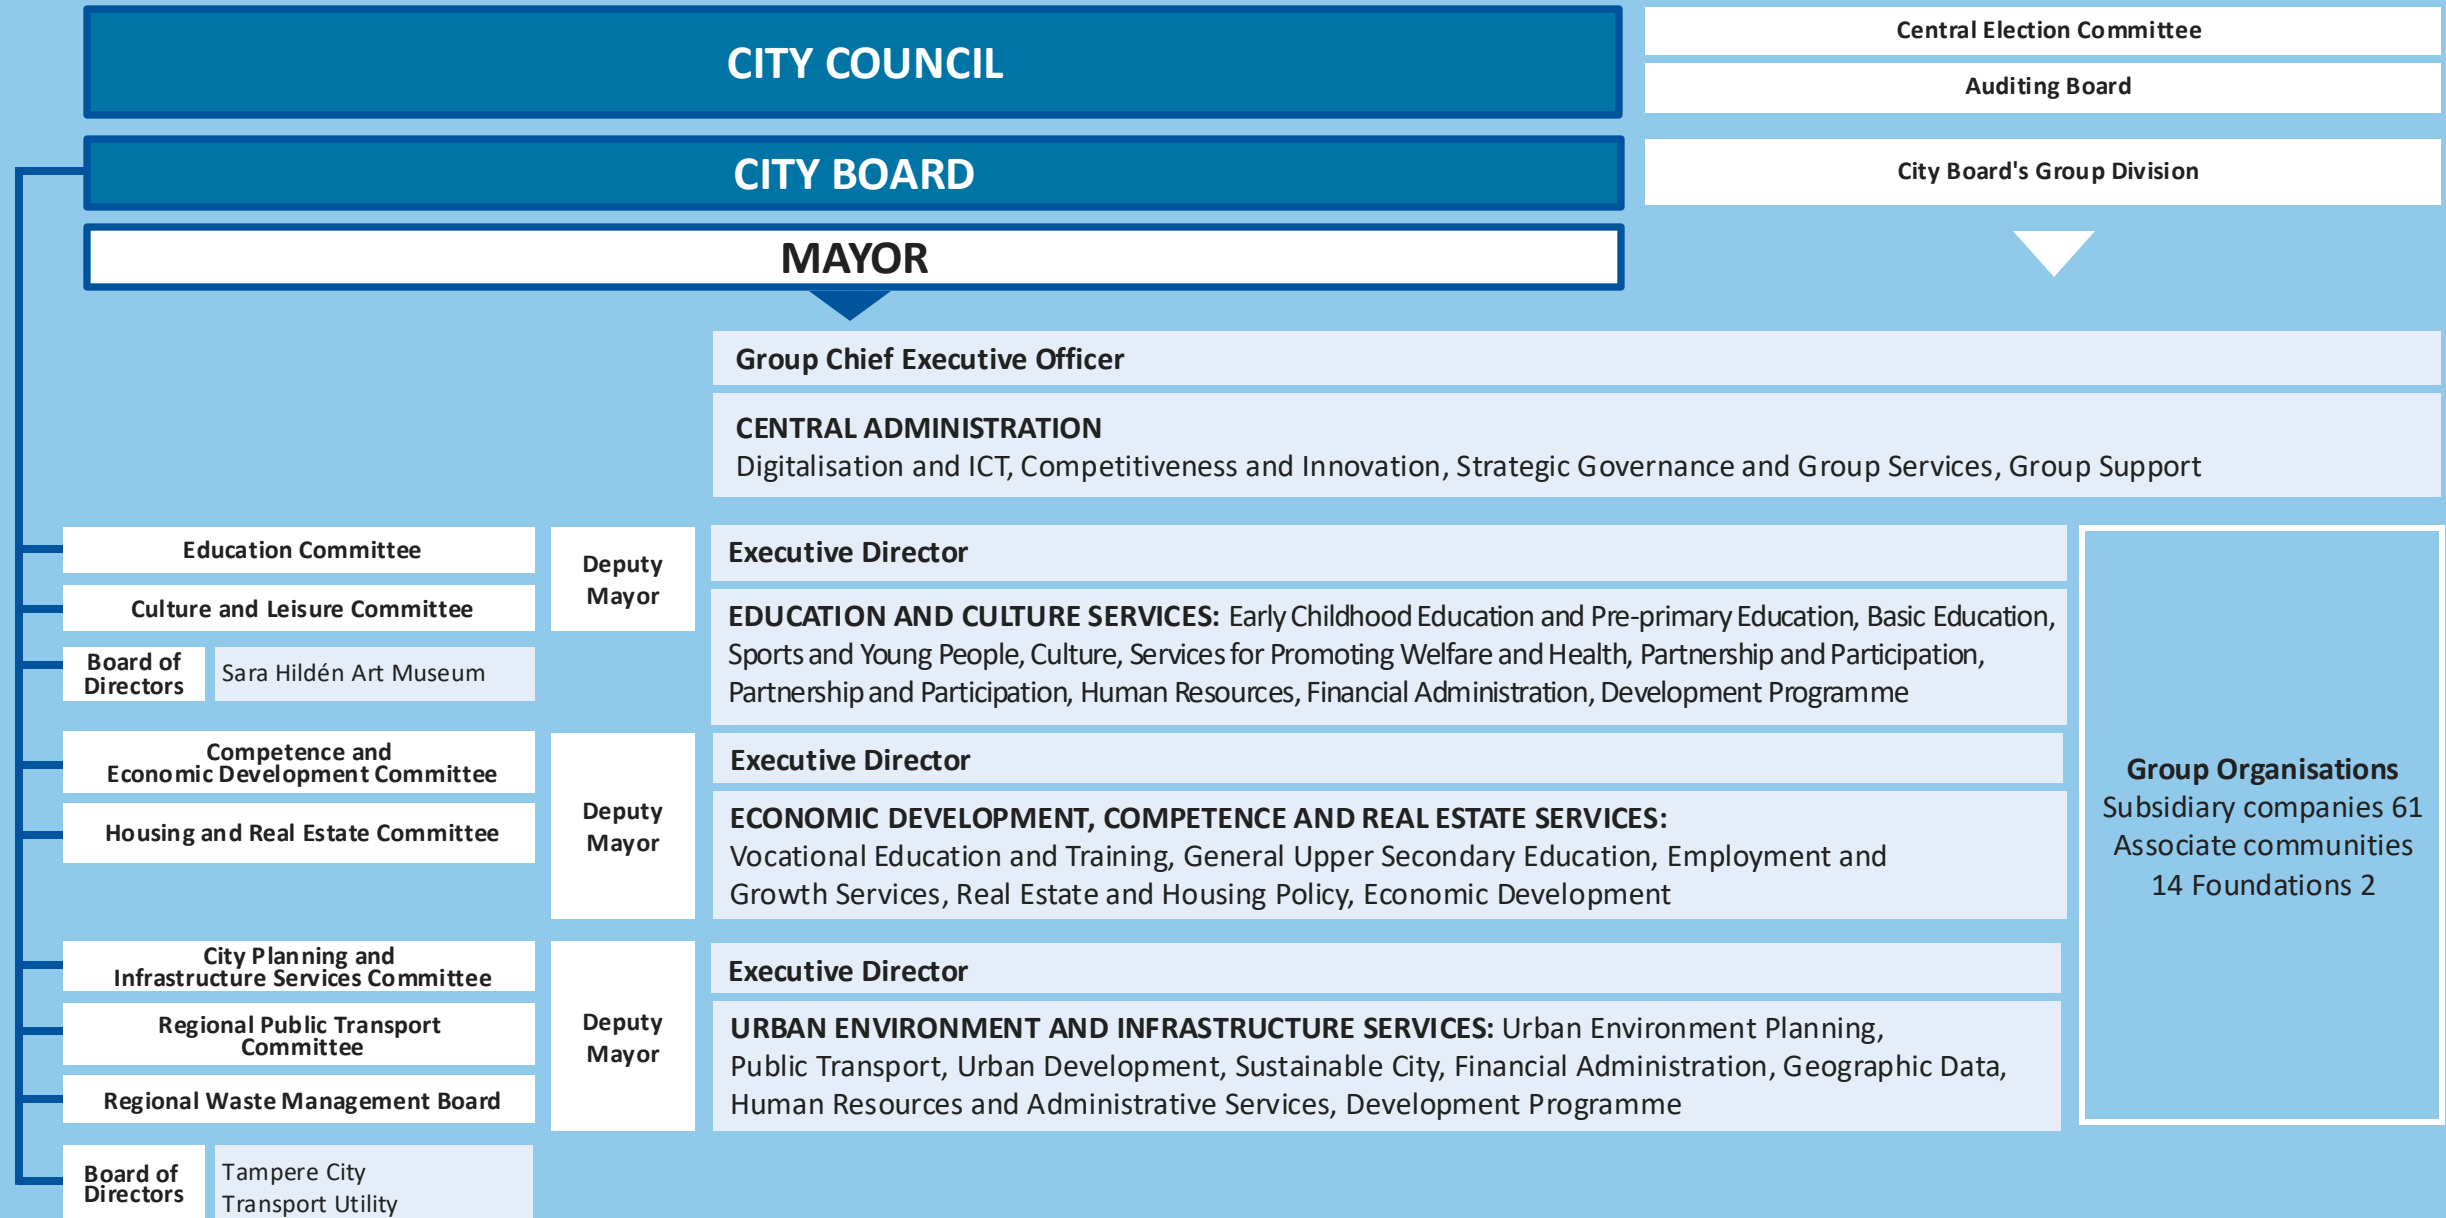 CITY COUNCIL
Central Election Committee
Auditing Board
CITY BOARD
City Board's Group Division
MAYOR
Group Chief Executive Officer
CENTRAL ADMINISTRATION
Digitalisation and ICT, Competitiveness and Innovation, Strategic Governance and Group Services, Group Support
Education Committee
Culture and Leisure Committee
Board of
Directors
Sara Hildén Art Museum
Deputy
Mayor
Executive Director
EDUCATION AND CULTURE SERVICES: Early Childhood Education and Pre-primary Education, Basic Education,
Sports and Young People, Culture, Services for Promoting Welfare and Health, Partnership and Participation,
Partnership and Participation, Human Resources, Financial Administration, Development Programme
Competence and
Economic Development Committee
Housing and Real Estate Committee
Deputy
Mayor
Executive Director
ECONOMIC DEVELOPMENT, COMPETENCE AND REAL ESTATE SERVICES:
Vocational Education and Training, General Upper Secondary Education, Employment and
Growth Services, Real Estate and Housing Policy, Economic Development
City Planning and
Infrastructure Services Committee
Regional Public Transport
Committee
Regional Waste Management Board
Deputy
Mayor
Executive Director
URBAN ENVIRONMENT AND INFRASTRUCTURE SERVICES: Urban Environment Planning,
Public Transport, Urban Development, Sustainable City, Financial Administration, Geographic Data,
Human Resources and Administrative Services, Development Programme
Board of
Directors
Tampere City
Transport Utility
Group Organisations
Subsidiary companies 61
Associate communities
14 Foundations 2